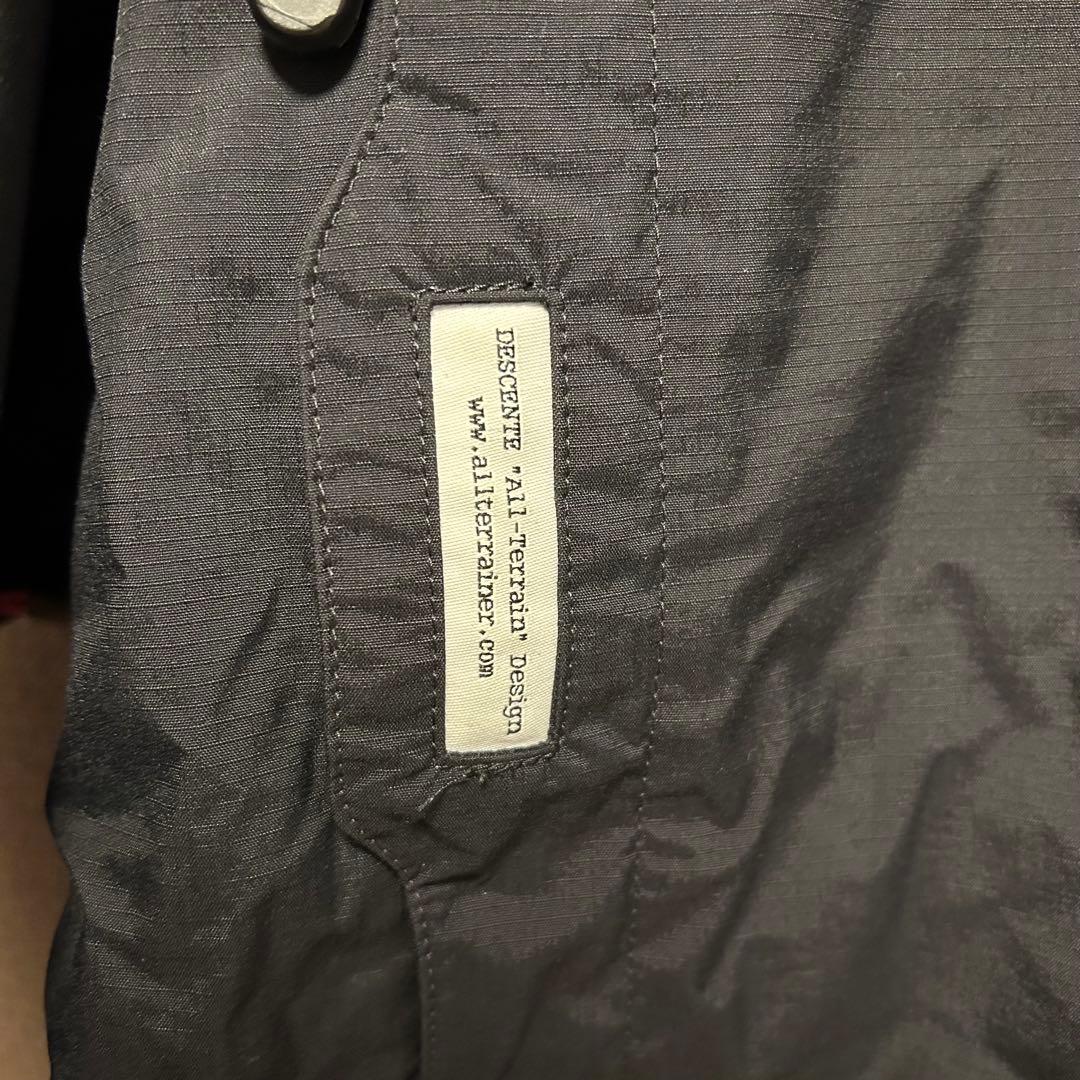 DESCENTE "All-Terrain" Design
www.allterrainer.com